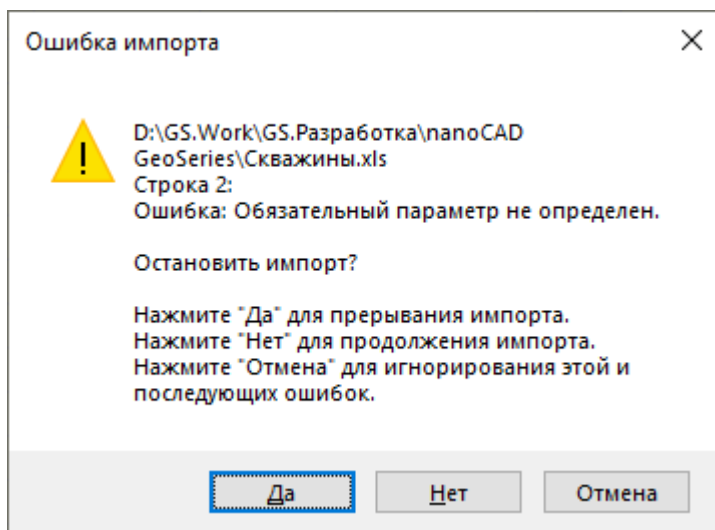 Ошибка импорта
D:\GS.Work\GS.Разработка\nanoCAD
GeoSeries\Скважины.xls
Строка 2:
Ошибка: Обязательный параметр не определен.
Остановить импорт?
Нажмите "Да" для прерывания импорта.
Нажмите "Нет" для продолжения импорта.
Нажмите "Отмена" для игнорирования этой и
последующих ошибок.
Да
Нет
Отмена